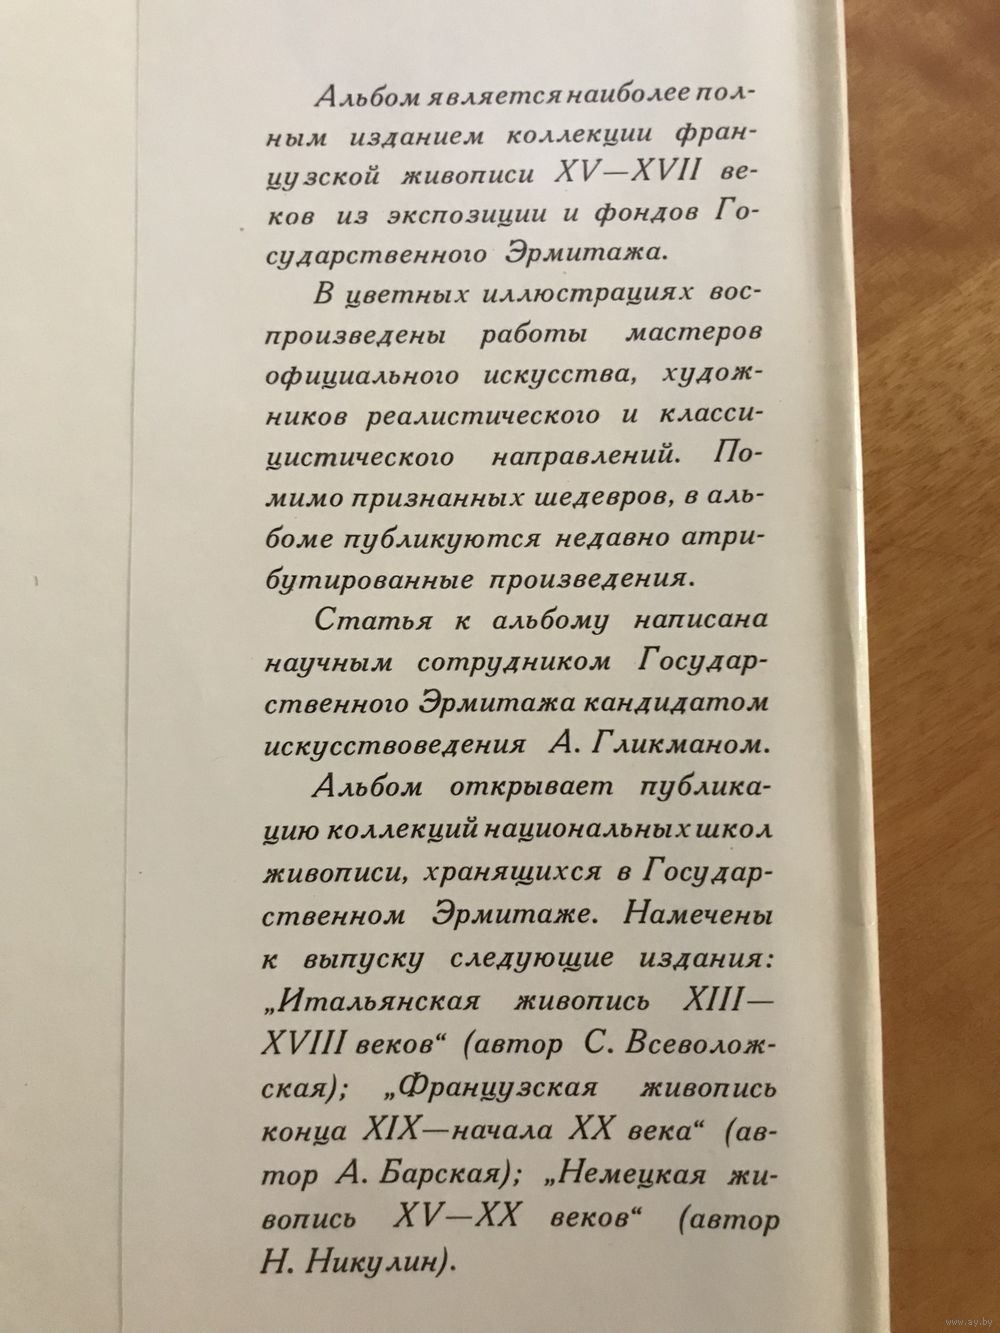 Альбом является наиболее пол-
ным изданием коллекции фран-
цузской живописи XV—XVII ве-
ков из экспозиции и фондов Го-
сударственного Эрмитажа.
В цветных иллюстрациях вос-
произведены работы мастеров
официального искусства, худож-
ников реалистического и класси-
цистического направлений. По-
мимо признанных шедевров, в аль-
боме публикуются недавно атри-
бутированные произведения.
Статья к альбому написана
научным сотрудником Государ-
ственного Эрмитажа кандидатом
искусствоведения А. Гликманом.
Альбом открывает публика-
цию коллекций национальных школ
живописи, хранящихся в Государ-
ственном Эрмитаже. Намечены
к выпуску следующие издания:
„Итальянская живопись XIII—
XVIII веков“ (автор С. Всеволож-
ская); „Французская живопись
конца XIX—начала XX века“ (ав-
тор А. Барская); „Немецкая жи-
вопись XV—XX веков“ (автор
Н. Никулин).
www.ay.by